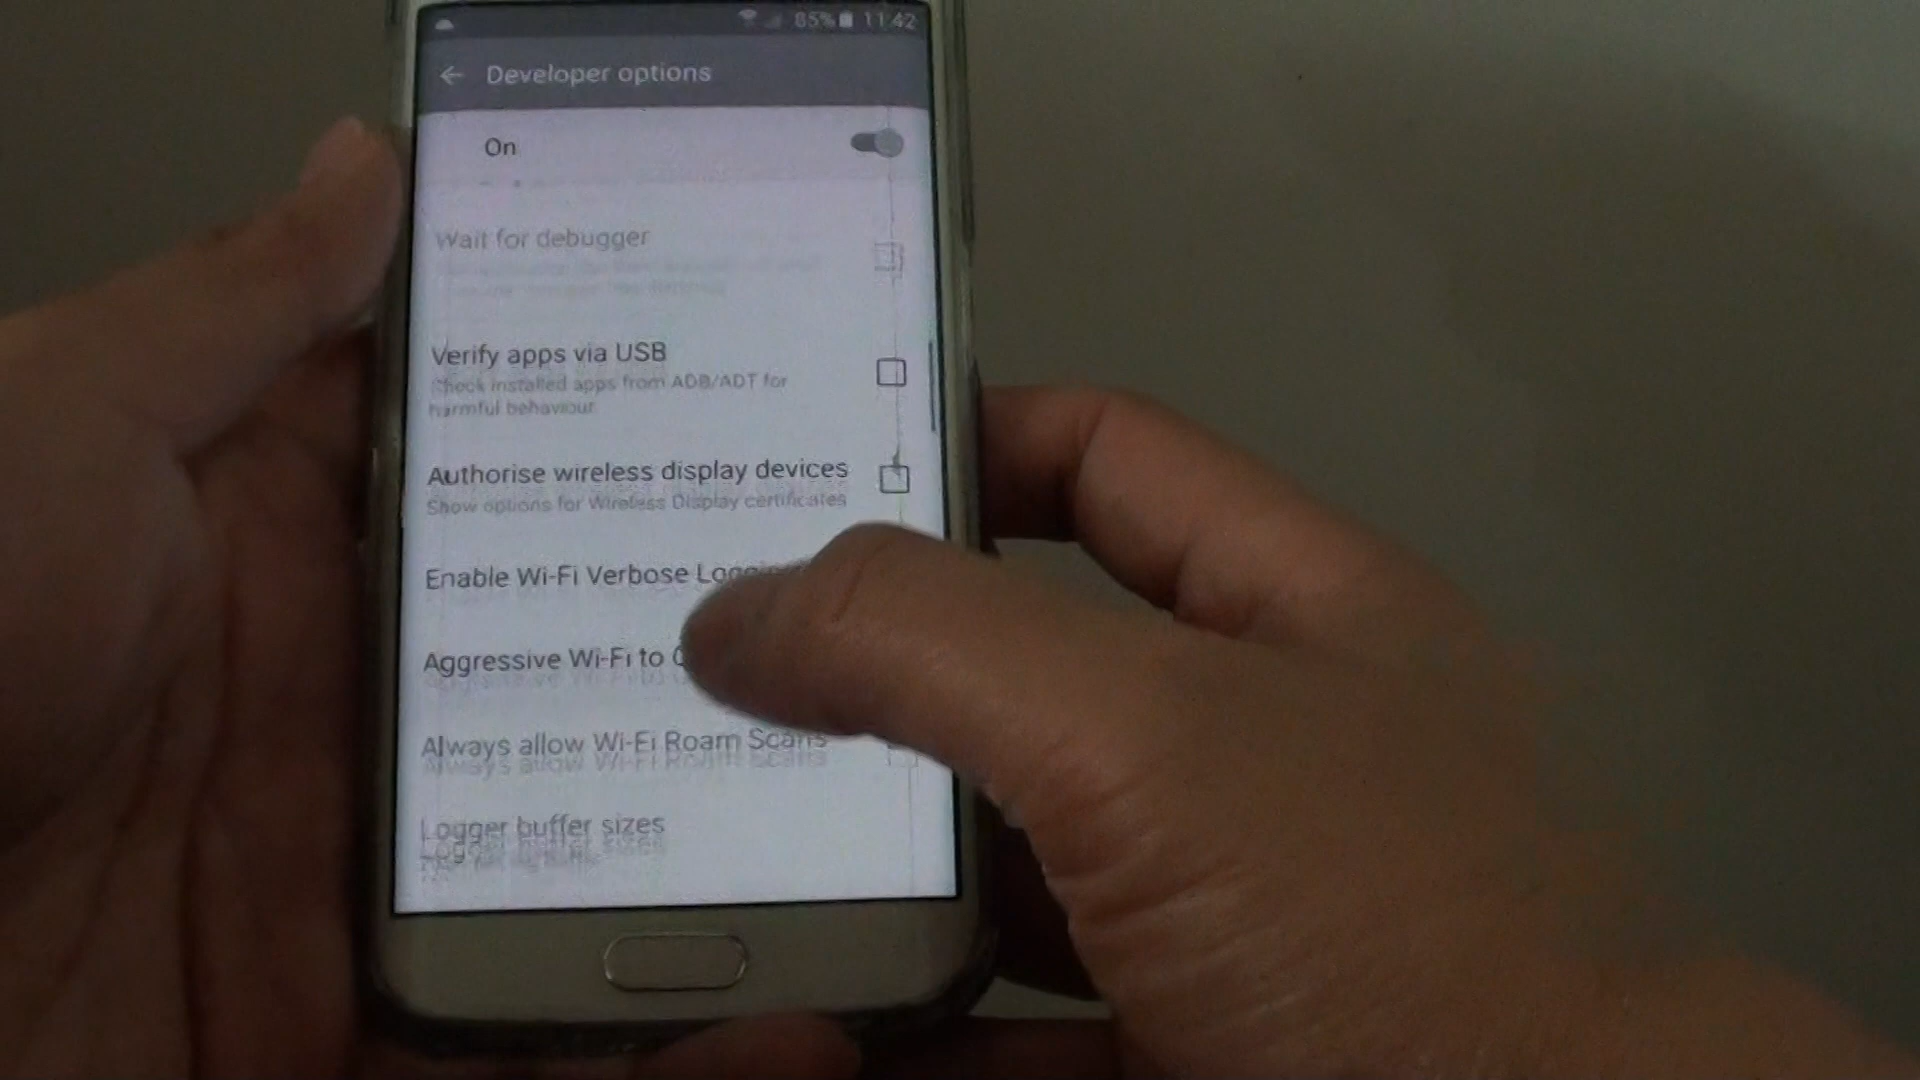 85% 11:42
Developer options
On
Wait for debugger
Verify apps via USB
Check installed apps from ADB/ADT for
harmful behaviour
Authorise wireless display devices
Show options for Wireless Display certificates
Enable Wi-Fi Verbose
Aggressive Wi-Fi to
Always allow Wi-Fi Roam Scans
Logger buffer sizes